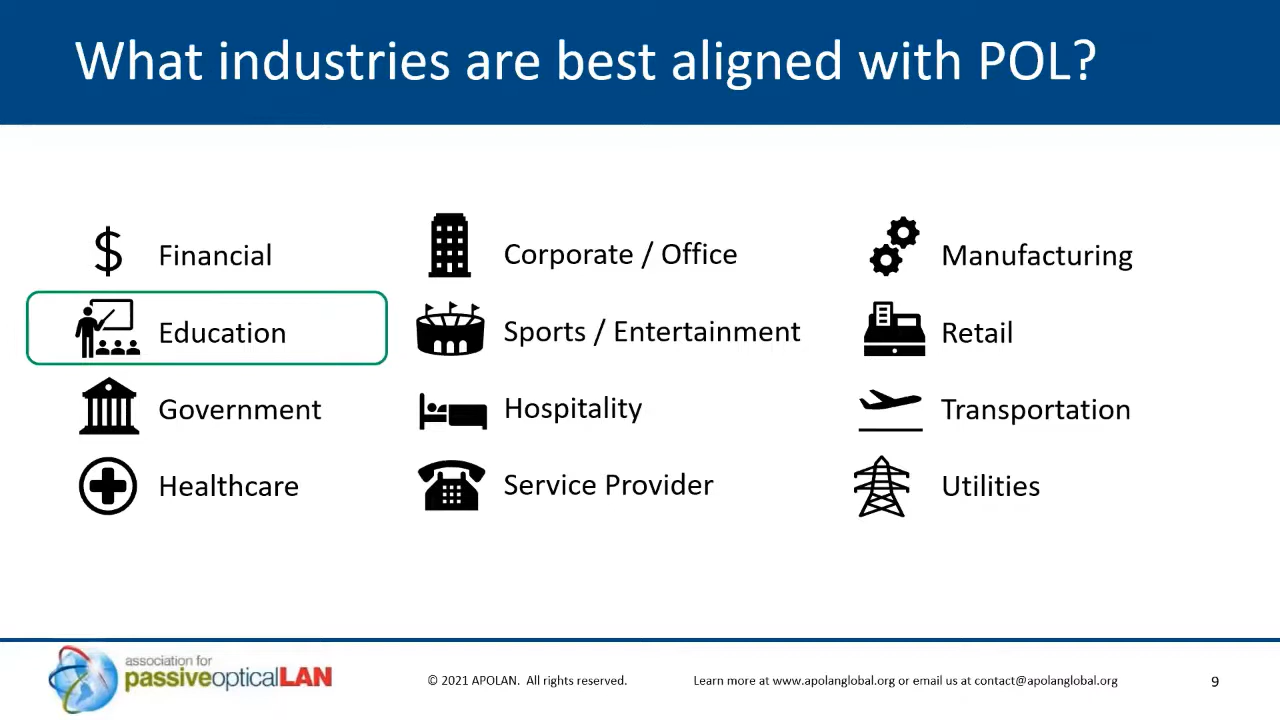 What industries are best aligned with POL?
$ Financial
Education
Government
Healthcare
Corporate / Office
Sports / Entertainment
Hospitality
Service Provider
Manufacturing
Retail
Transportation
Utilities
association for
passiveopticalLAN
© 2021 APOLAN. All rights reserved.
Learn more at www.apolanglobal.org or email us at contact@apolanglobal.org
9